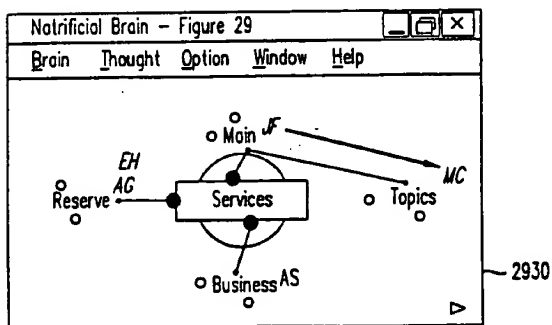 Natrificial Brain – Figure 29
Brain Thought Option Window Help
Main JF
EH
AG
MC
Reserve
Services
Topics
Business AS
2930